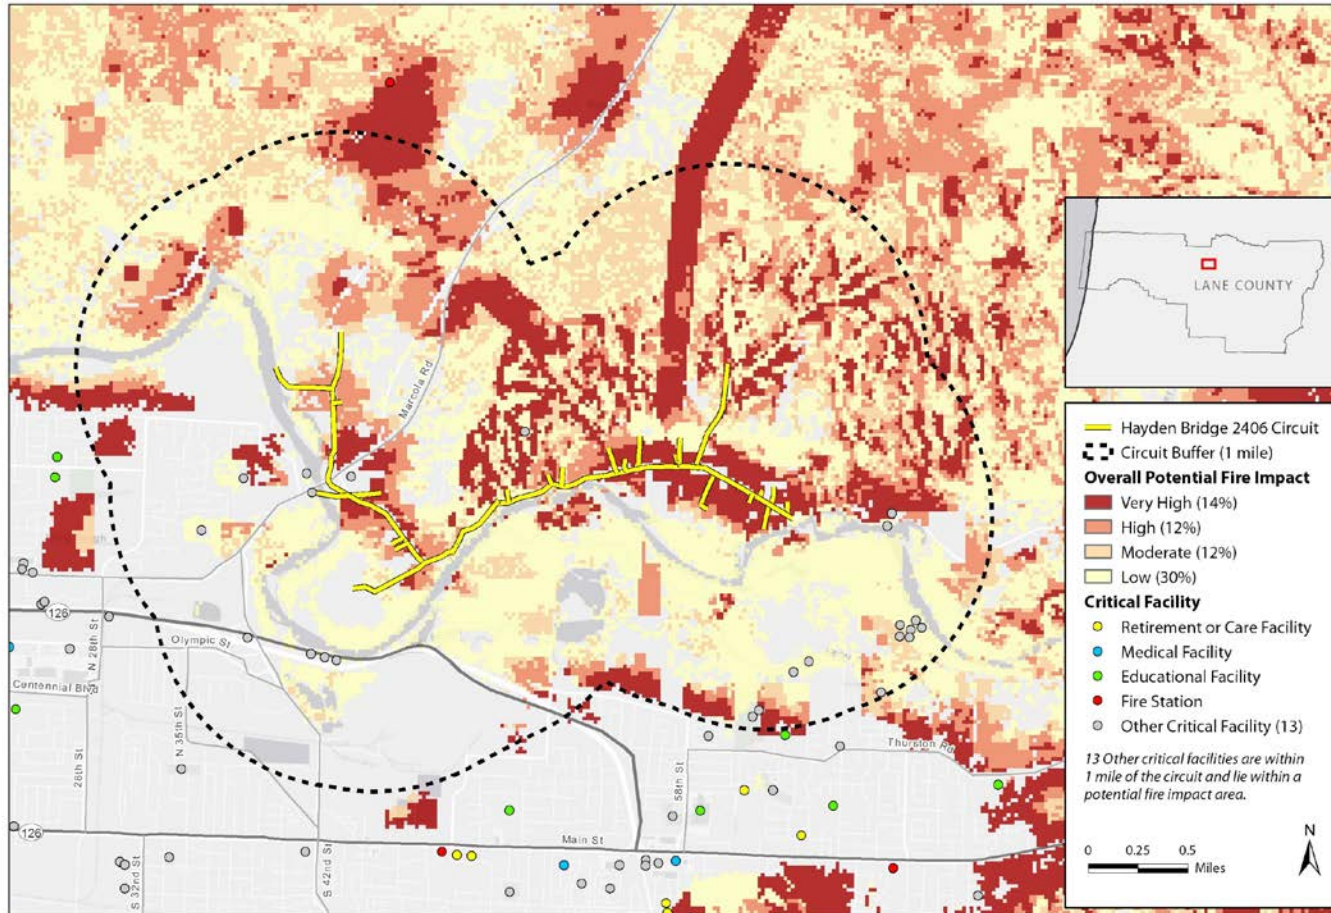 Marcola Rd
126
N 28th St
Olympic St
Centennial Blvd
N 35th St
28th St
58th St
Thurston Rd
126
Main St
S 32nd St
S 42nd St
LANE COUNTY
Hayden Bridge 2406 Circuit
Circuit Buffer (1 mile)
Overall Potential Fire Impact
Very High (14%)
High (12%)
Moderate (12%)
Low (30%)
Critical Facility
Retirement or Care Facility
Medical Facility
Educational Facility
Fire Station
Other Critical Facility (13)
13 Other critical facilities are within
1 mile of the circuit and lie within a
potential fire impact area.
N
0 0.25 0.5
Miles